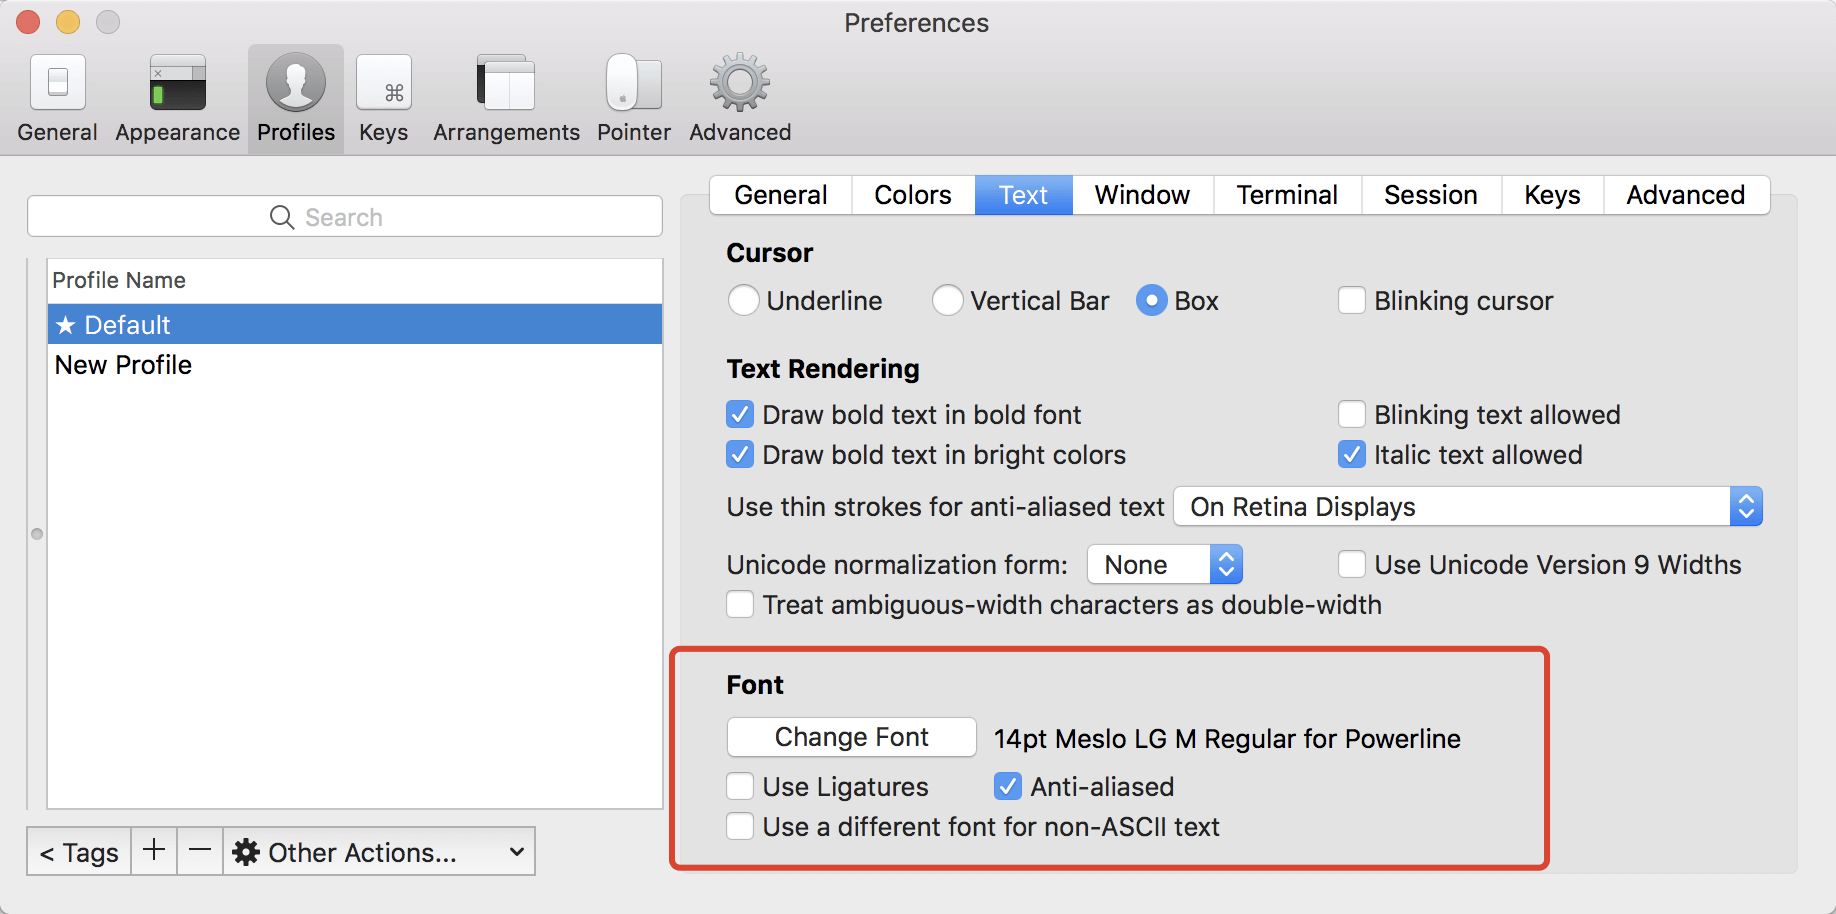 Preferences
General Appearance Profiles Keys Arrangements Pointer Advanced
General Colors Text Window Terminal Session Keys Advanced
Search
Profile Name
★ Default
New Profile
< Tags + — Other Actions...
Cursor
Underline Vertical Bar Box Blinking cursor
Text Rendering
Draw bold text in bold font Blinking text allowed
Draw bold text in bright colors Italic text allowed
Use thin strokes for anti-aliased text On Retina Displays
Unicode normalization form: None Use Unicode Version 9 Widths
Treat ambiguous-width characters as double-width
Font
Change Font 14pt Meslo LG M Regular for Powerline
Use Ligatures Anti-aliased
Use a different font for non-ASCII text